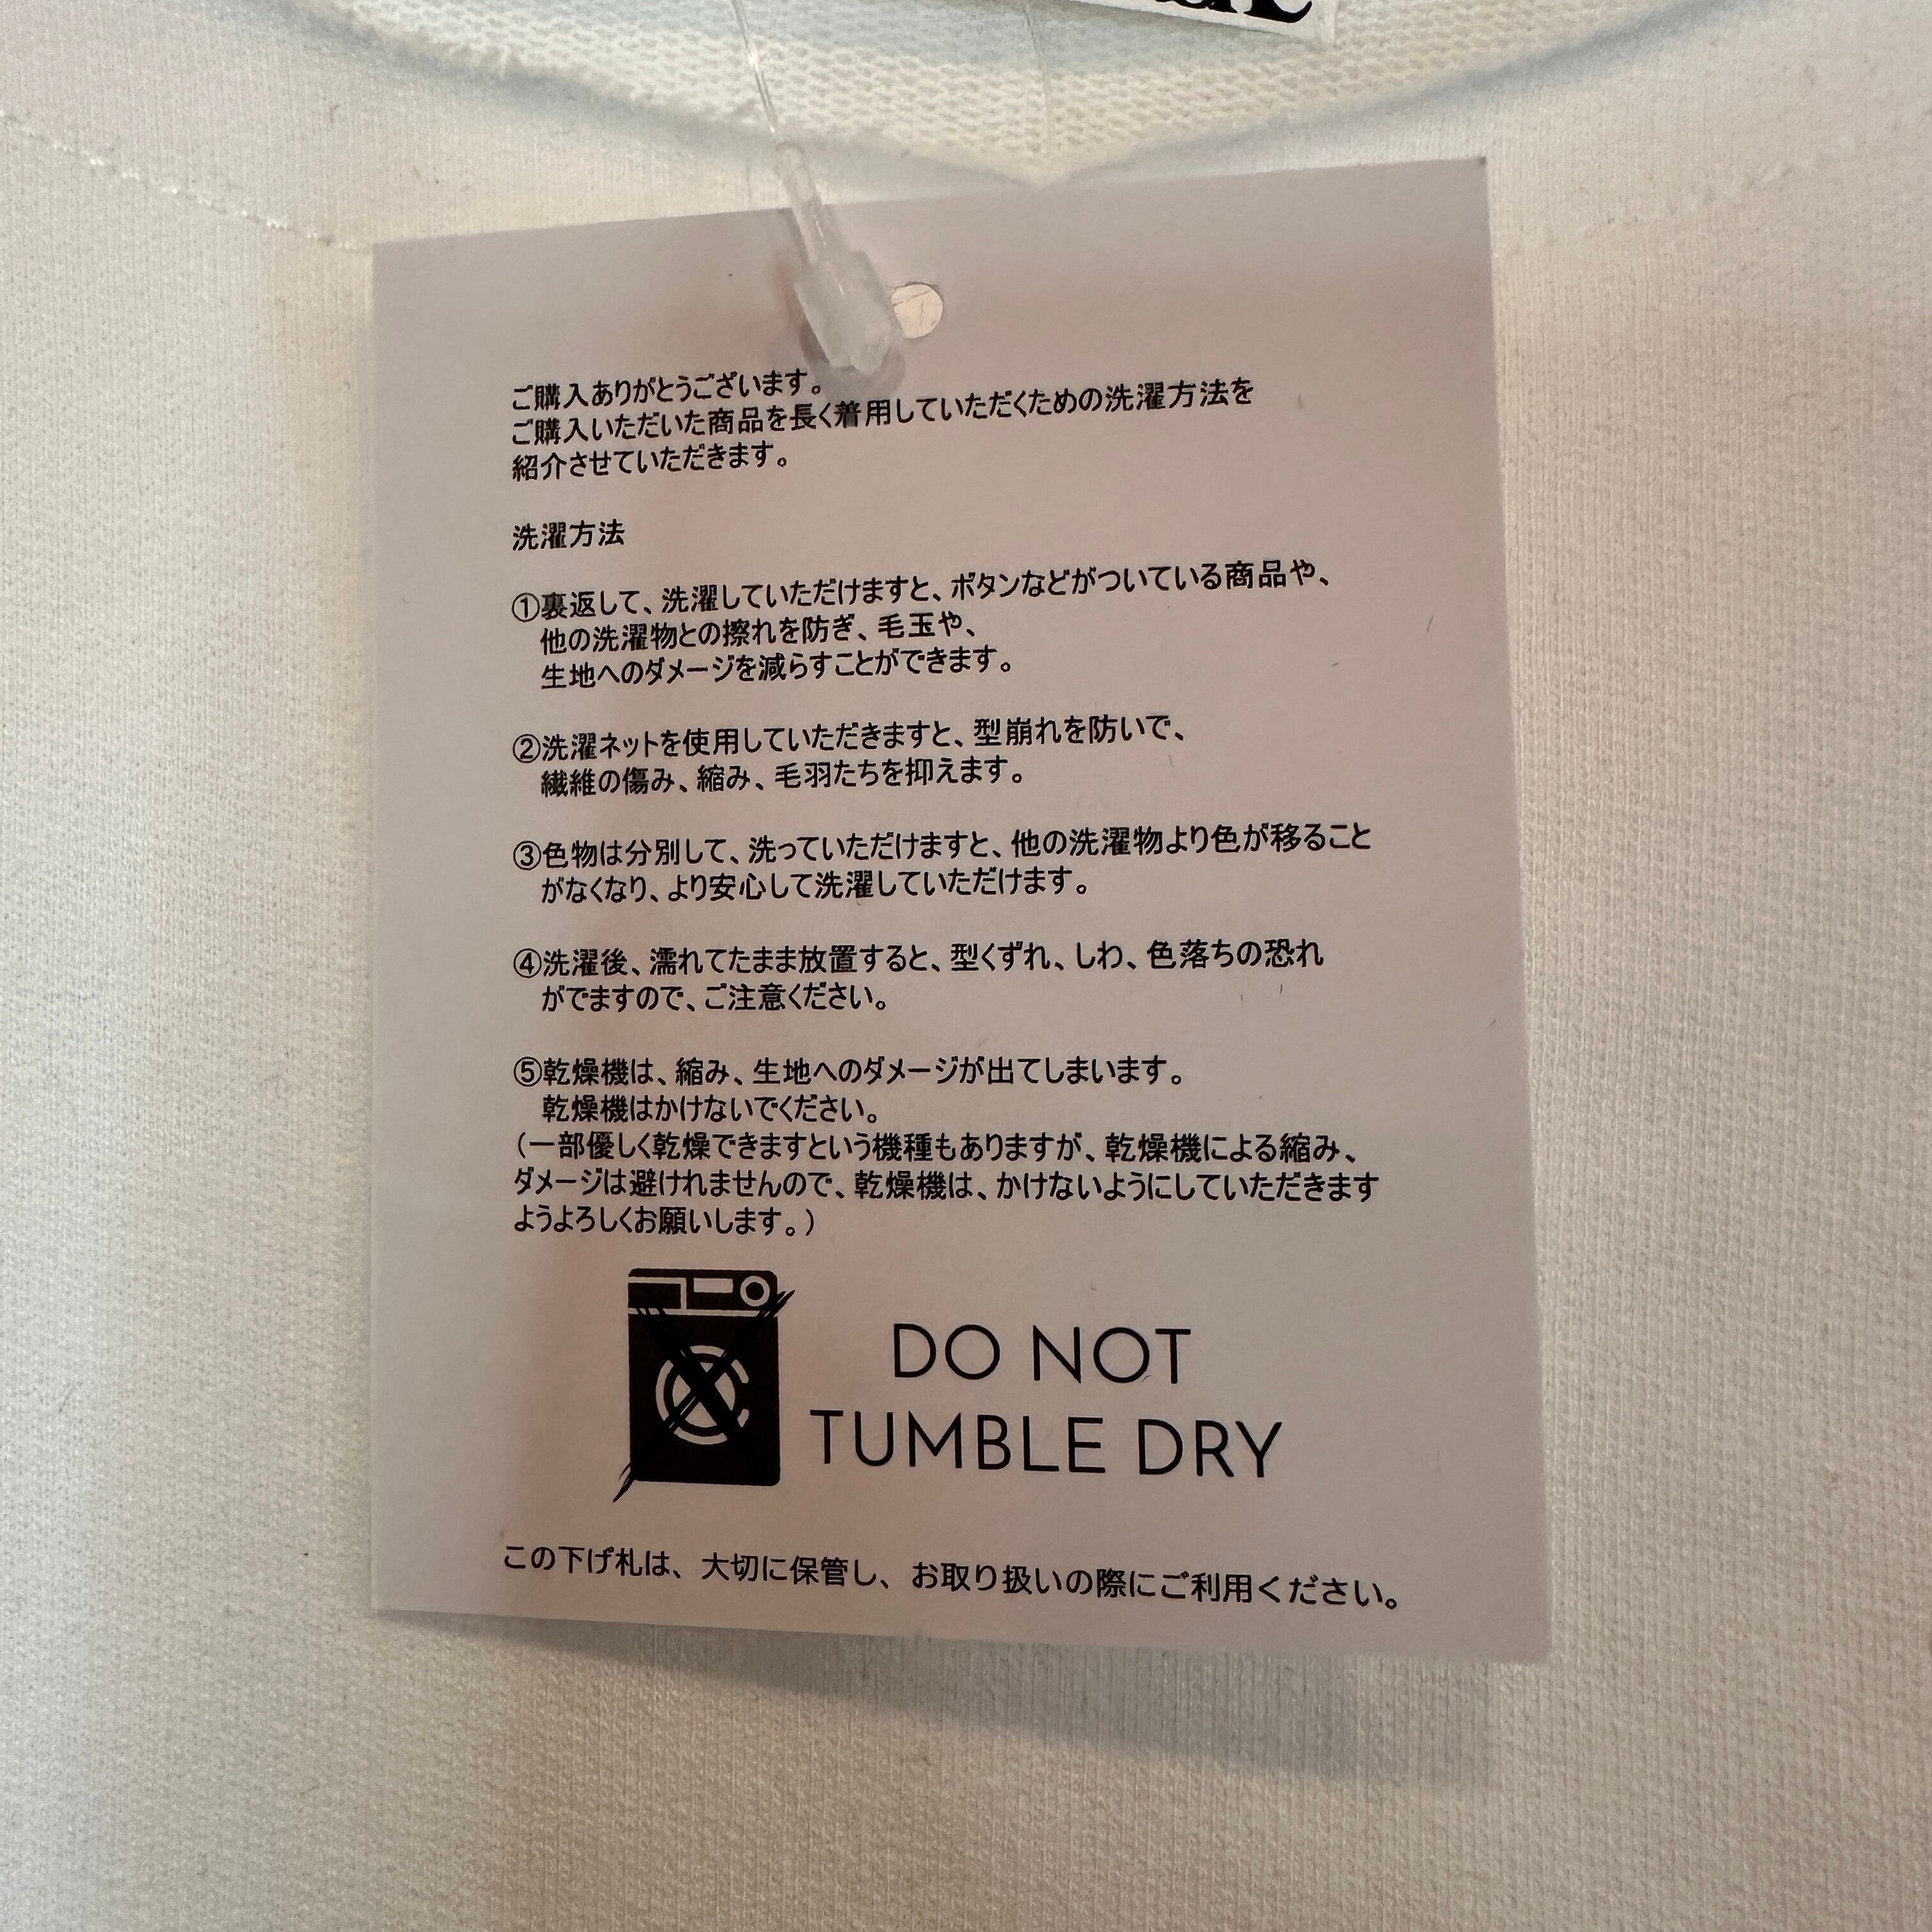 ご購入ありがとうございます。
ご購入いただいた商品を長く着用していただくための洗濯方法を
紹介させていただきます。
洗濯方法
①裏返して、洗濯していただけますと、ボタンなどがついている商品や、
他の洗濯物との擦れを防ぎ、毛玉や、
生地へのダメージを減らすことができます。
②洗濯ネットを使用していただきますと、型崩れを防いで、
繊維の傷み、縮み、毛羽たちを抑えます。
③色物は分別して、洗っていただけますと、他の洗濯物より色が移ること
がなくなり、より安心して洗濯していただけます。
④洗濯後、濡れてたまま放置すると、型くずれ、しわ、色落ちの恐れ
がでますので、ご注意ください。
⑤乾燥機は、縮み、生地へのダメージが出てしまいます。
乾燥機はかけないでください。
（一部優しく乾燥できますという機種もありますが、乾燥機による縮み、
ダメージは避けれませんので、乾燥機は、かけないようにしていただきます
ようよろしくお願いします。）
DO NOT
TUMBLE DRY
この下げ札は、大切に保管し、お取り扱いの際にご利用ください。